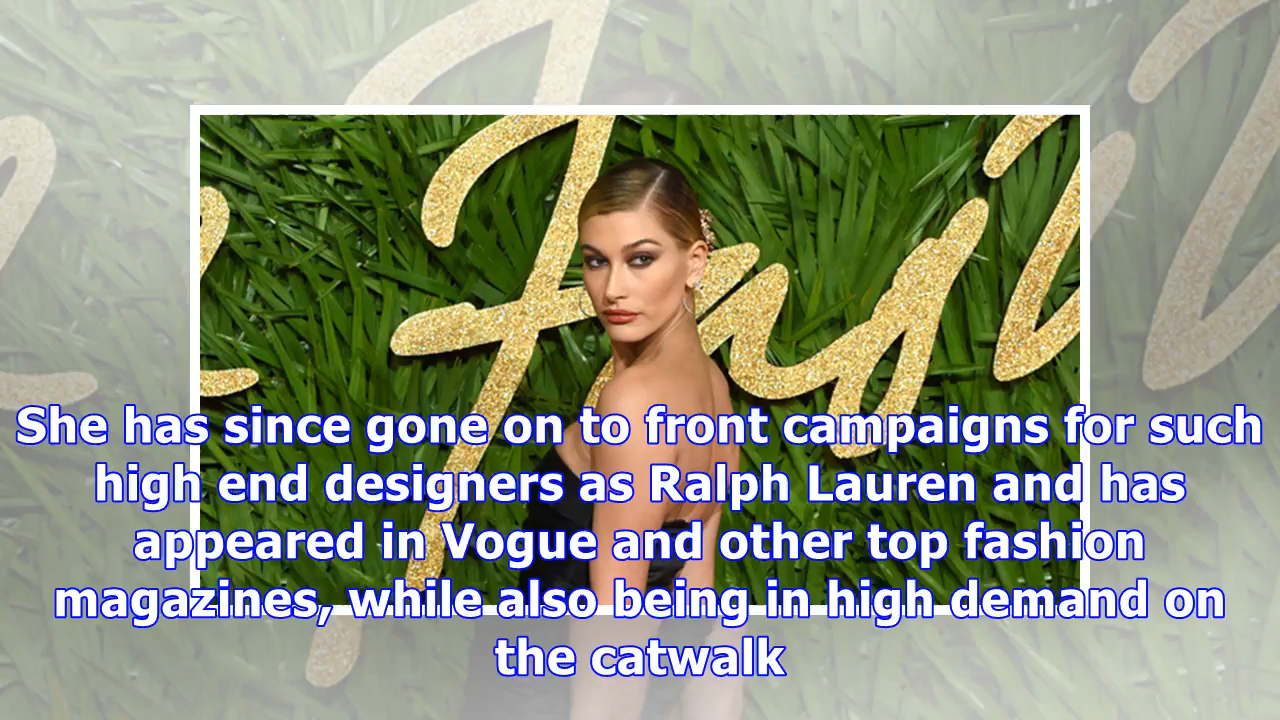 Fash
She has since gone on to front campaigns for such
high end designers as Ralph Lauren and has
appeared in Vogue and other top fashion
magazines, while also being in high demand on
the catwalk